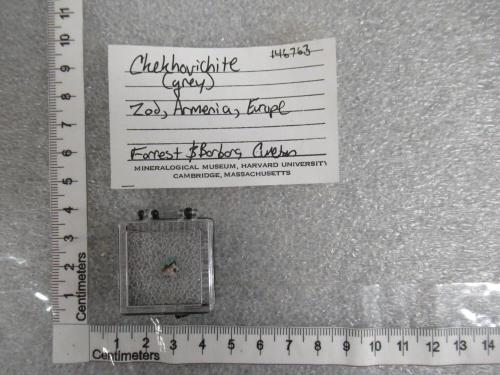 146763
Chekhovichite
(grey)
Zod, Armenia, Europe
Forrest & Barbara Cureton
MINERALOGICAL MUSEUM, HARVARD UNIVERSITY
CAMBRIDGE, MASSACHUSETTS
11
10
9
8
7
6
5
4
3
2
1
Centimeters
1 2 3 4 5 6 7 8 9 10 11 12 13 14
Centimeters